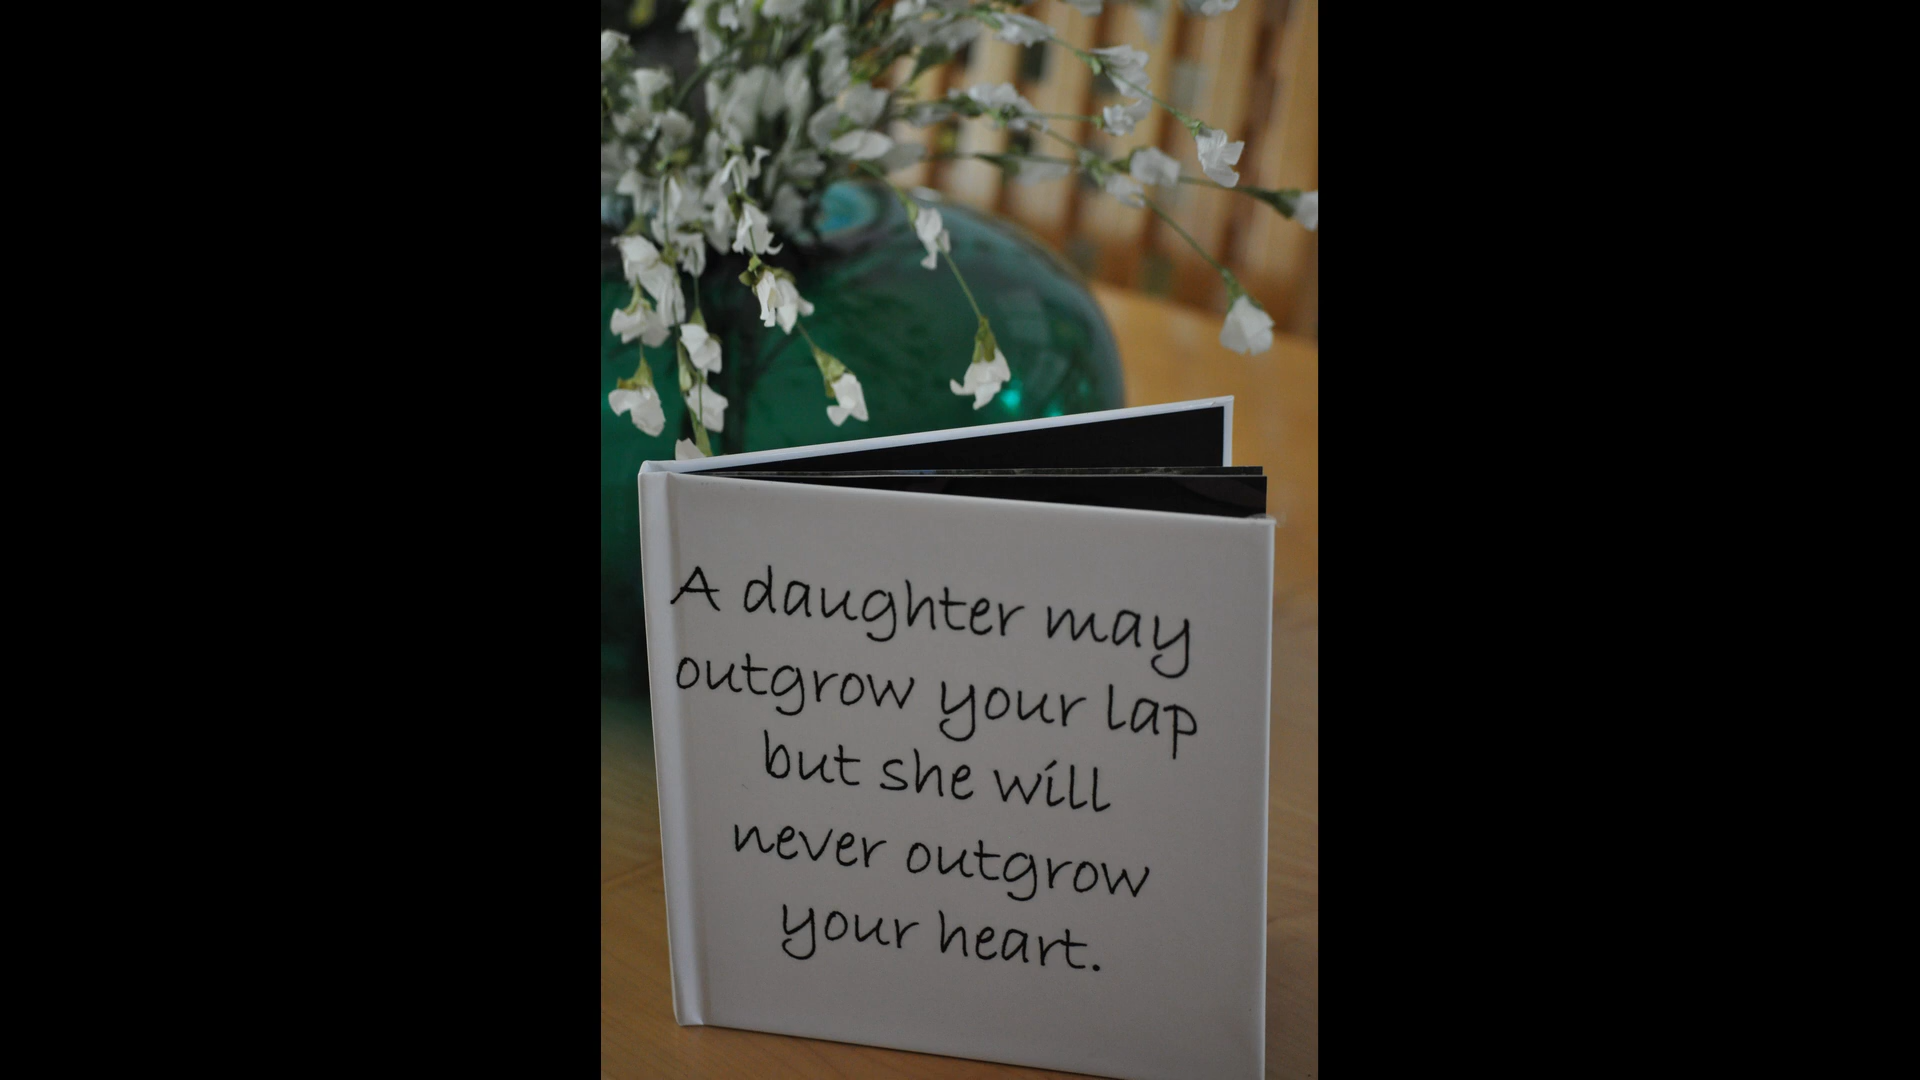 A daughter may
outgrow your lap
but she will
never outgrow
your heart.